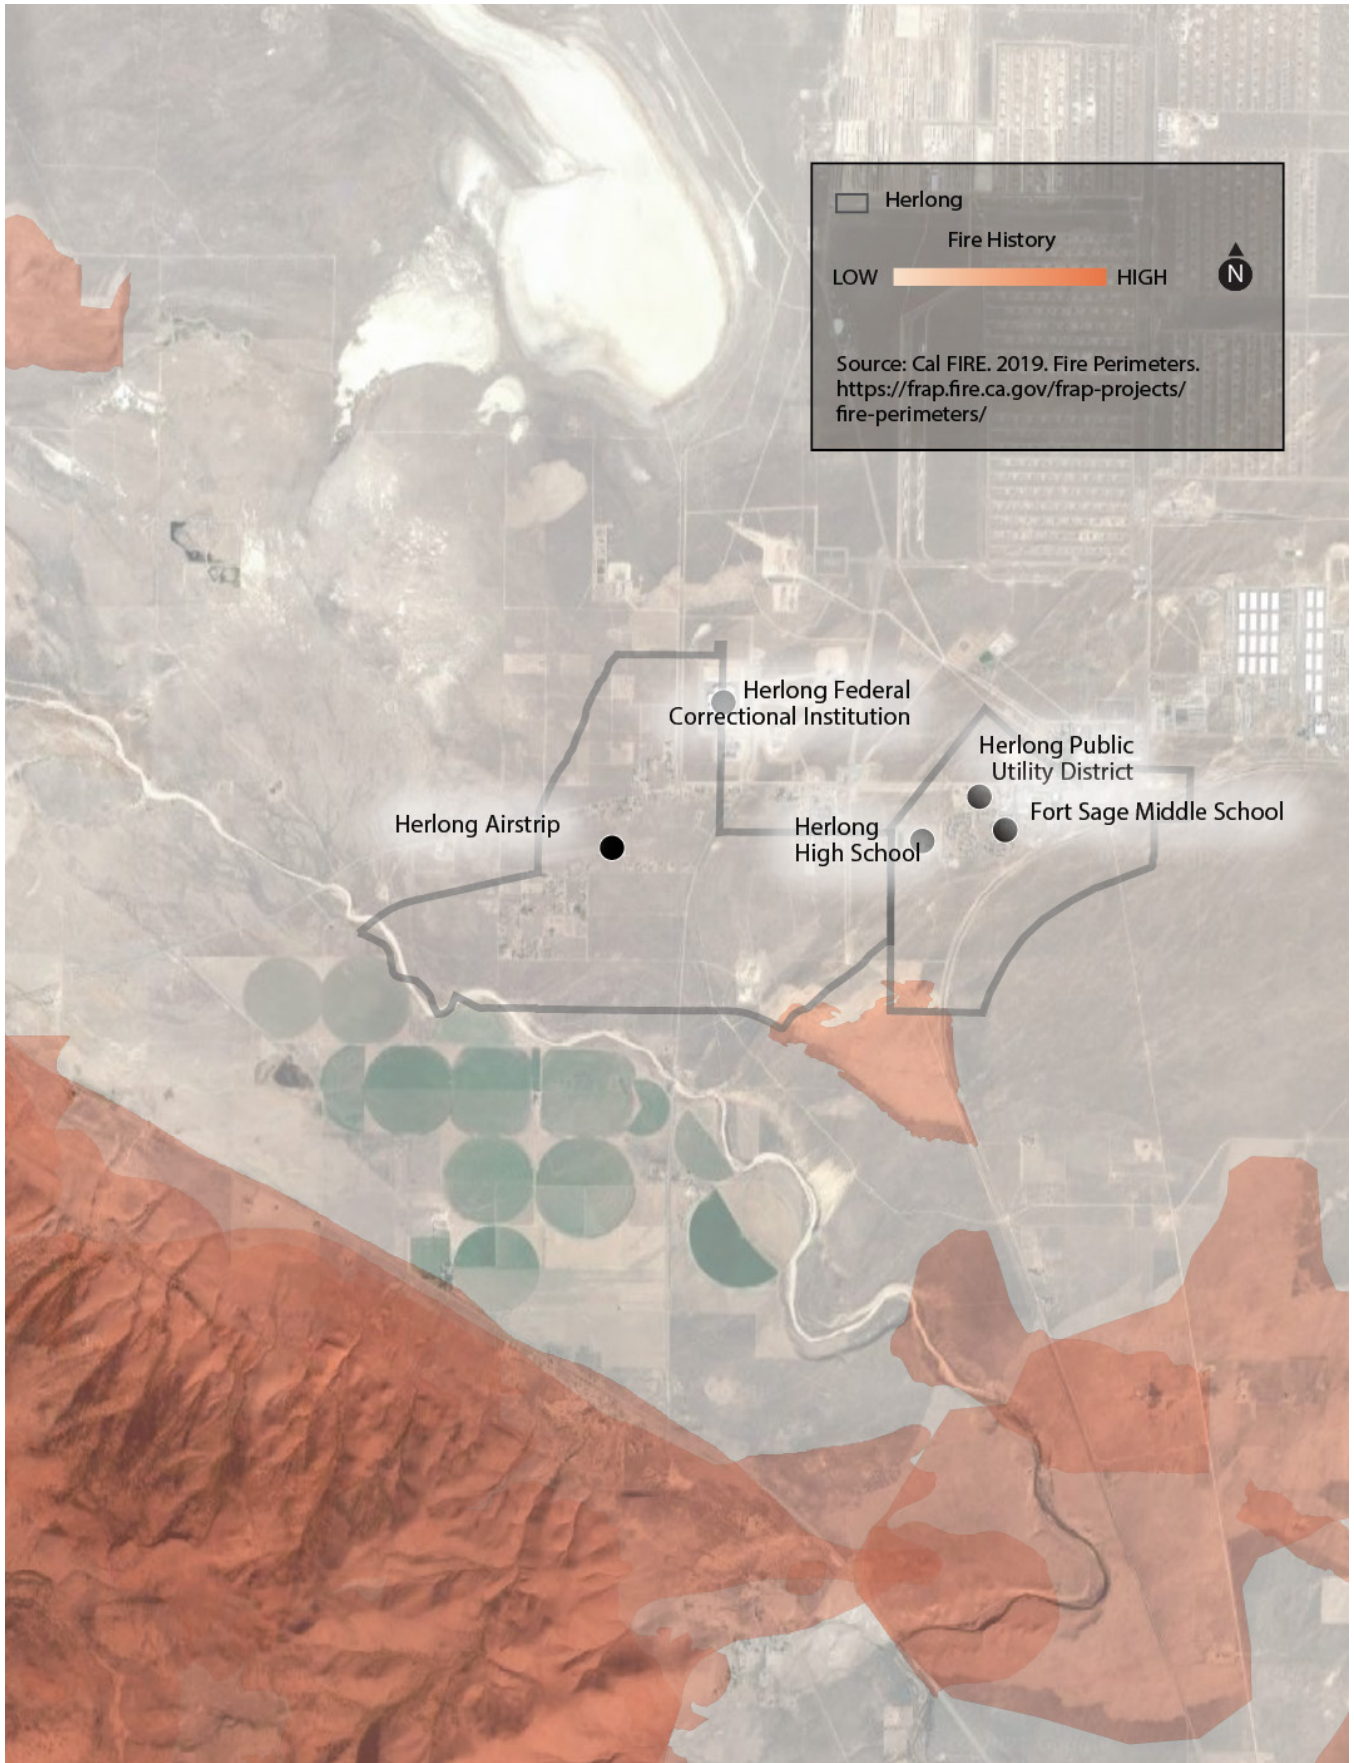 Herlong
Fire History
LOW
HIGH
N
Source: Cal FIRE. 2019. Fire Perimeters.
https://frap.fire.ca.gov/frap-projects/
fire-perimeters/
Herlong Federal
Correctional Institution
Herlong Public
Utility District
Fort Sage Middle School
Herlong Airstrip
Herlong
High School